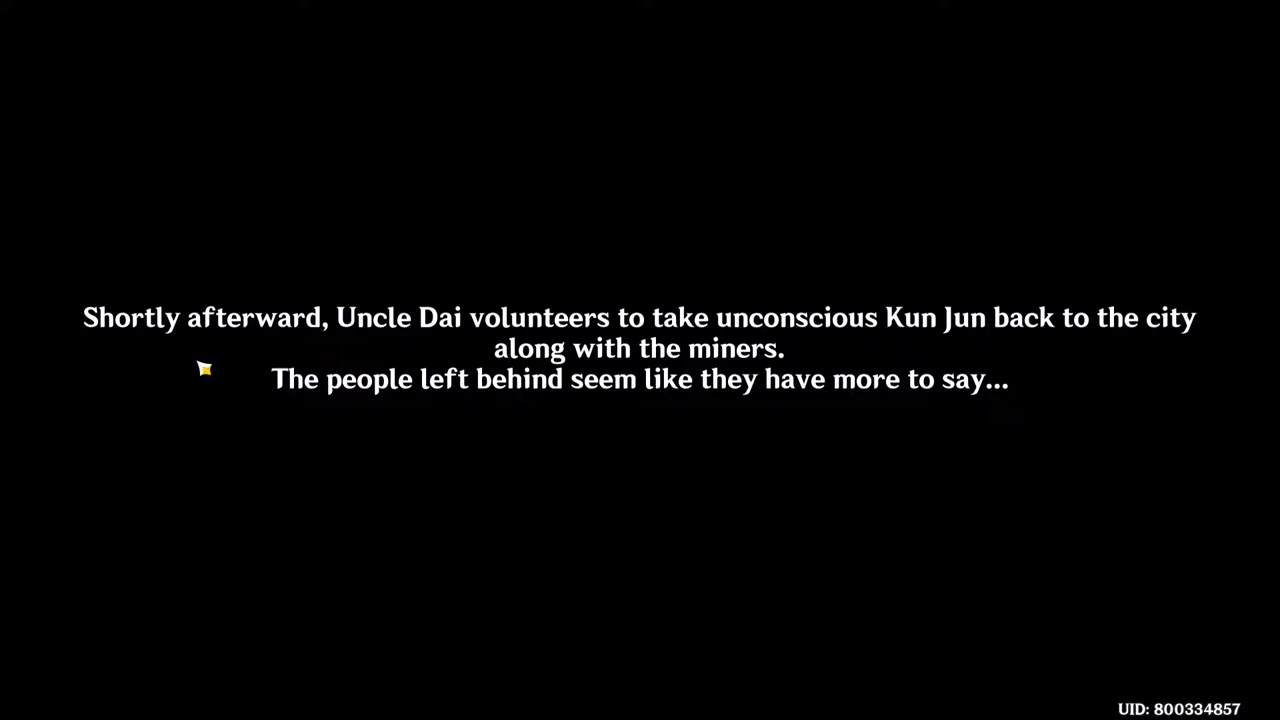 Shortly afterward, Uncle Dai volunteers to take unconscious Kun Jun back to the city
along with the miners.
The people left behind seem like they have more to say...
UID: 800334857